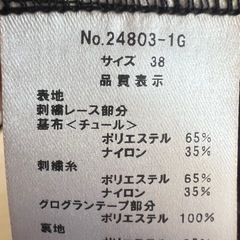 No.24803-1G
サイズ 38
品質表示
表地
刺繍レース部分
基布<チュール>
ポリエステル 65%
ナイロン 35%
刺繍糸
ポリエステル 65%
ナイロン 35%
グログランテープ部分
ポリエステル 100%
裏地